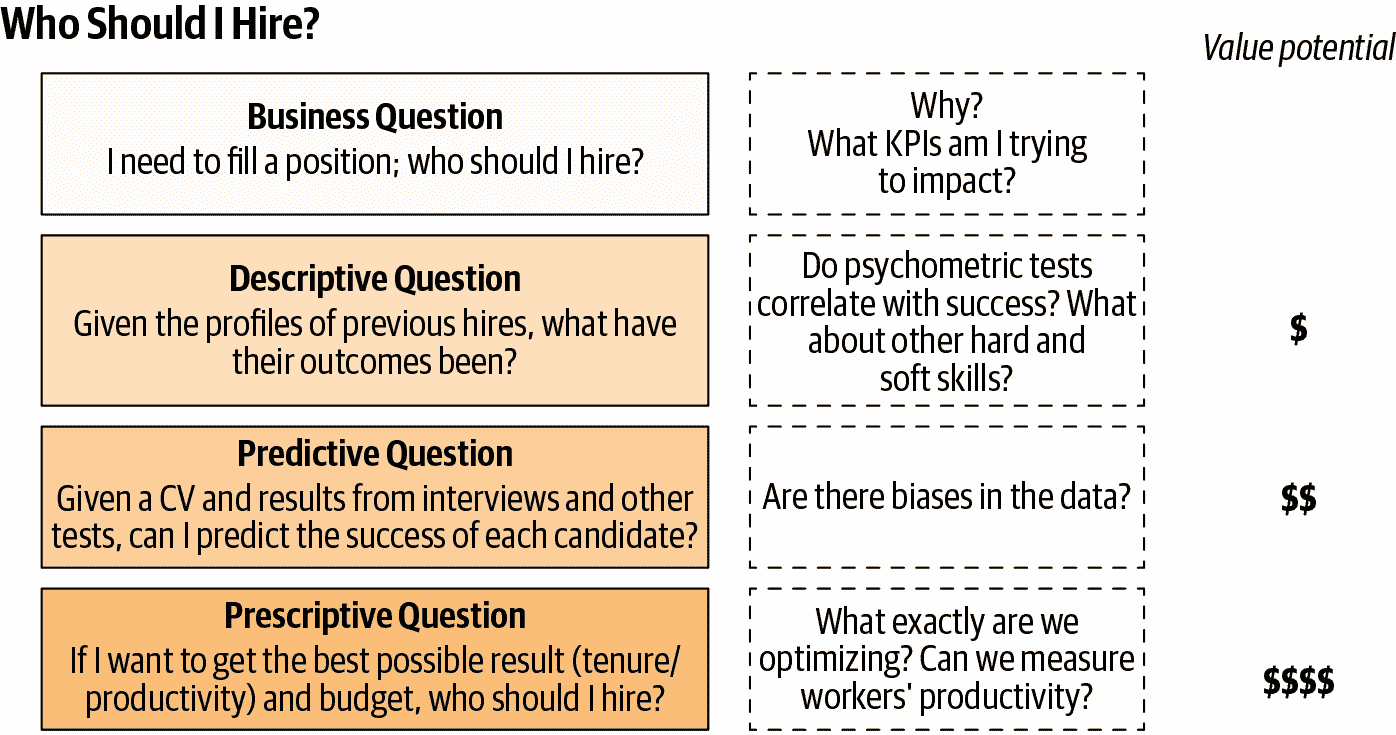 Who Should I Hire?
Value potential
Business Question
I need to fill a position; who should I hire?
Why?
What KPIs am I trying
to impact?
Descriptive Question
Given the profiles of previous hires, what have
their outcomes been?
Do psychometric tests
correlate with success? What
about other hard and
soft skills?
$
Predictive Question
Given a CV and results from interviews and other
tests, can I predict the success of each candidate?
Are there biases in the data?
$$
Prescriptive Question
If I want to get the best possible result (tenure/
productivity) and budget, who should I hire?
What exactly are we
optimizing? Can we measure
workers' productivity?
$$$$